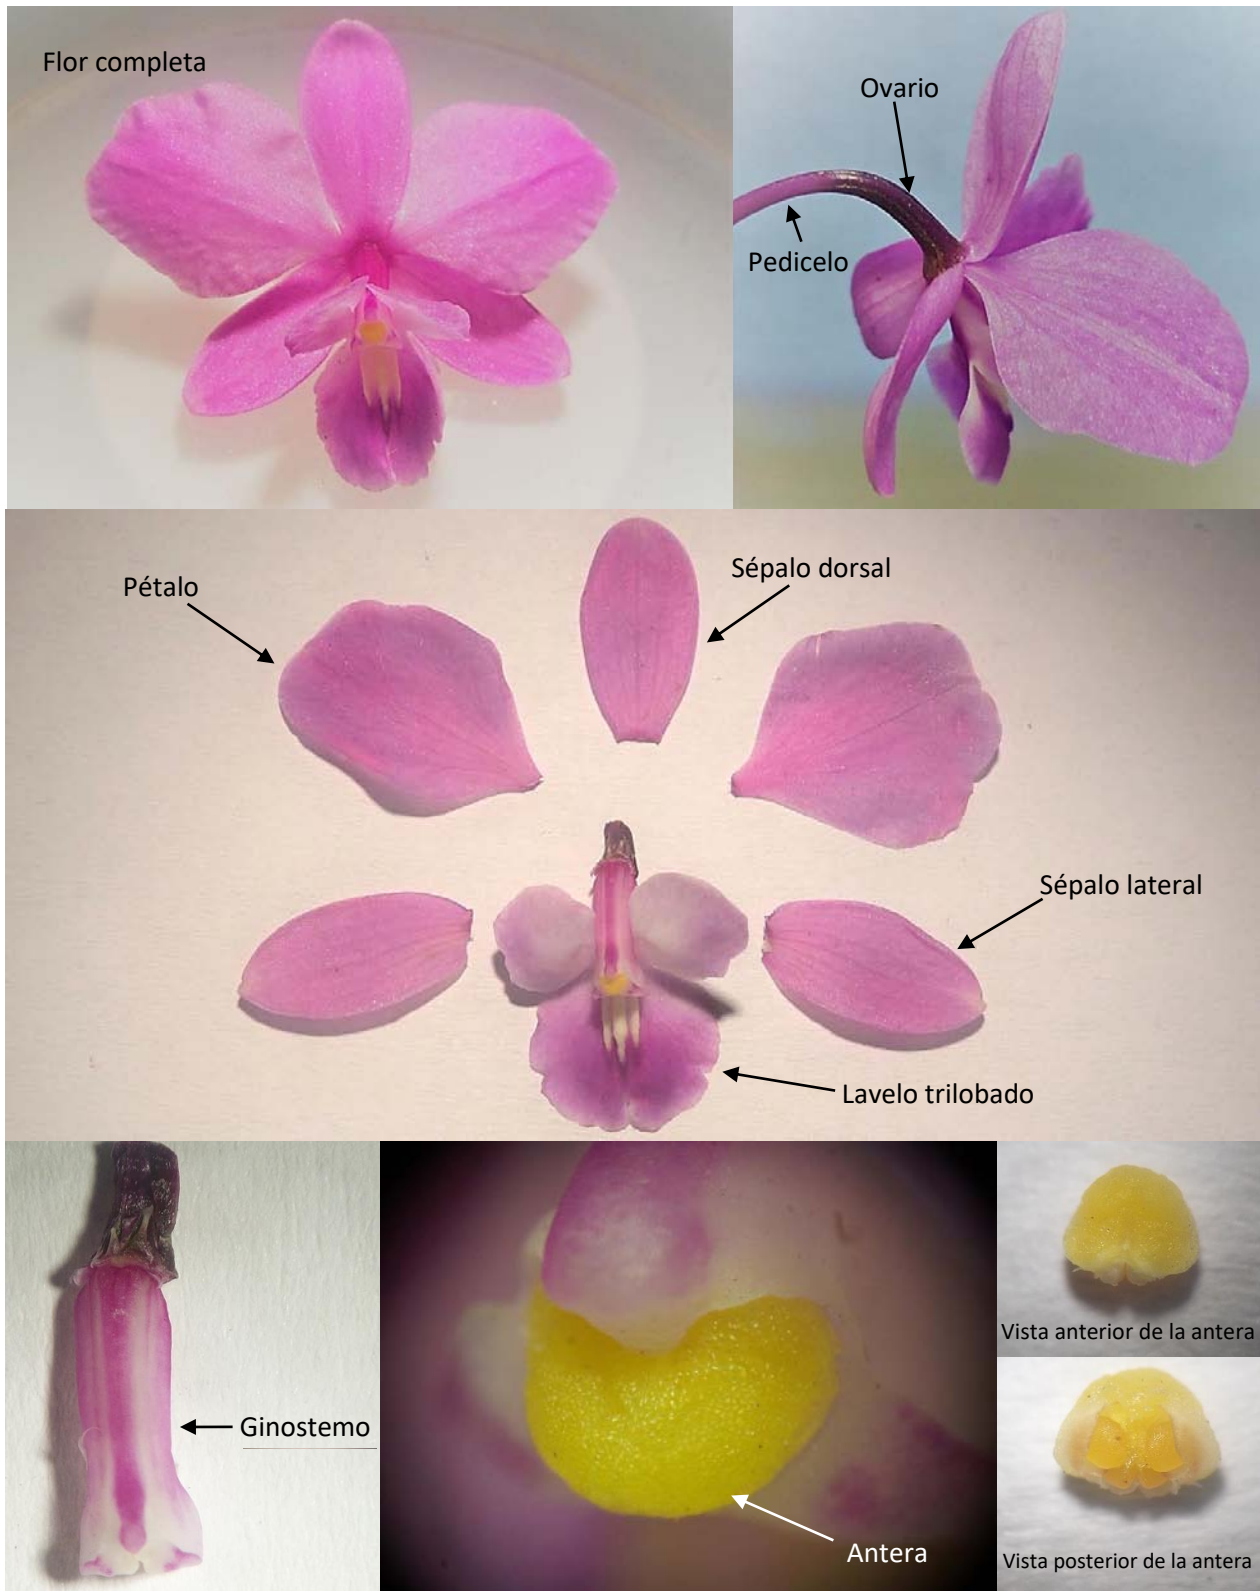 Flor completa
Ovario
Pedicelo
Pétalo
Sépalo dorsal
Sépalo lateral
Lavelo trilobado
Ginostemo
Antera
Vista anterior de la antera
Vista posterior de la antera